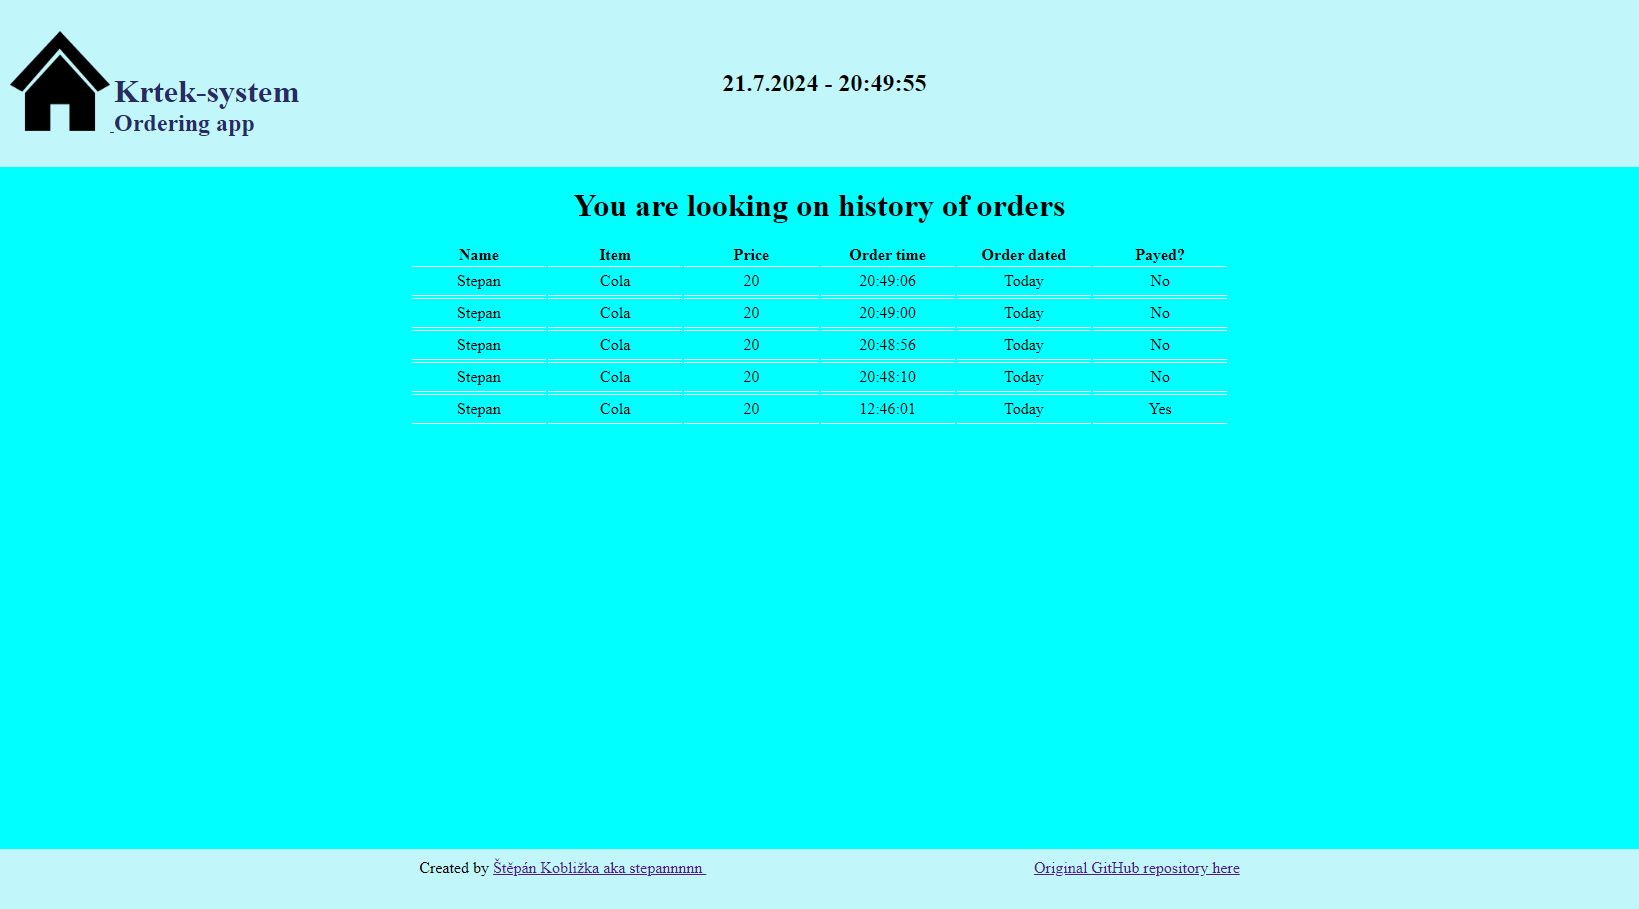 Krtek-system
Ordering app
21.7.2024 - 20:49:55
You are looking on history of orders
Name Item Price Order time Order dated Payed?
Stepan Cola 20 20:49:06 Today No
Stepan Cola 20 20:49:00 Today No
Stepan Cola 20 20:48:56 Today No
Stepan Cola 20 20:48:10 Today No
Stepan Cola 20 12:46:01 Today Yes
Created by Štěpán Kobližka aka stepannnnn
Original GitHub repository here